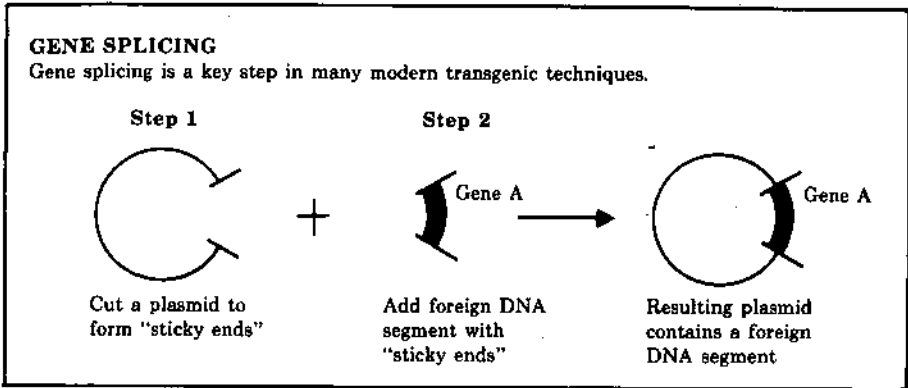 GENE SPLICING
Gene splicing is a key step in many modern transgenic techniques.
Step 1
Step 2
Gene A
Gene A
Cut a plasmid to
form "sticky ends"
Add foreign DNA
segment with
"sticky ends"
Resulting plasmid
contains a foreign
DNA segment